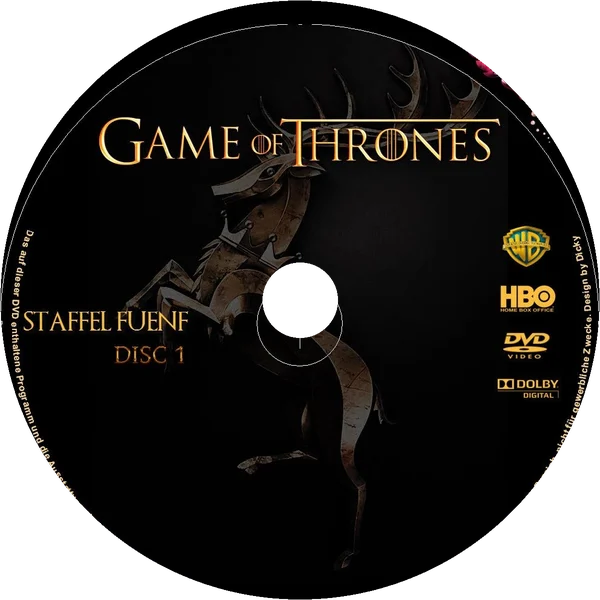 GAME OF THRONES
WB
HBO
HOME BOX OFFICE
STAFFEL FUENF
DISC 1
DVD
VIDEO
DOLBY
DIGITAL
Das auf dieser DVD enthaltene Programm und die
für gewerbliche Zwecke. Design by Dicky